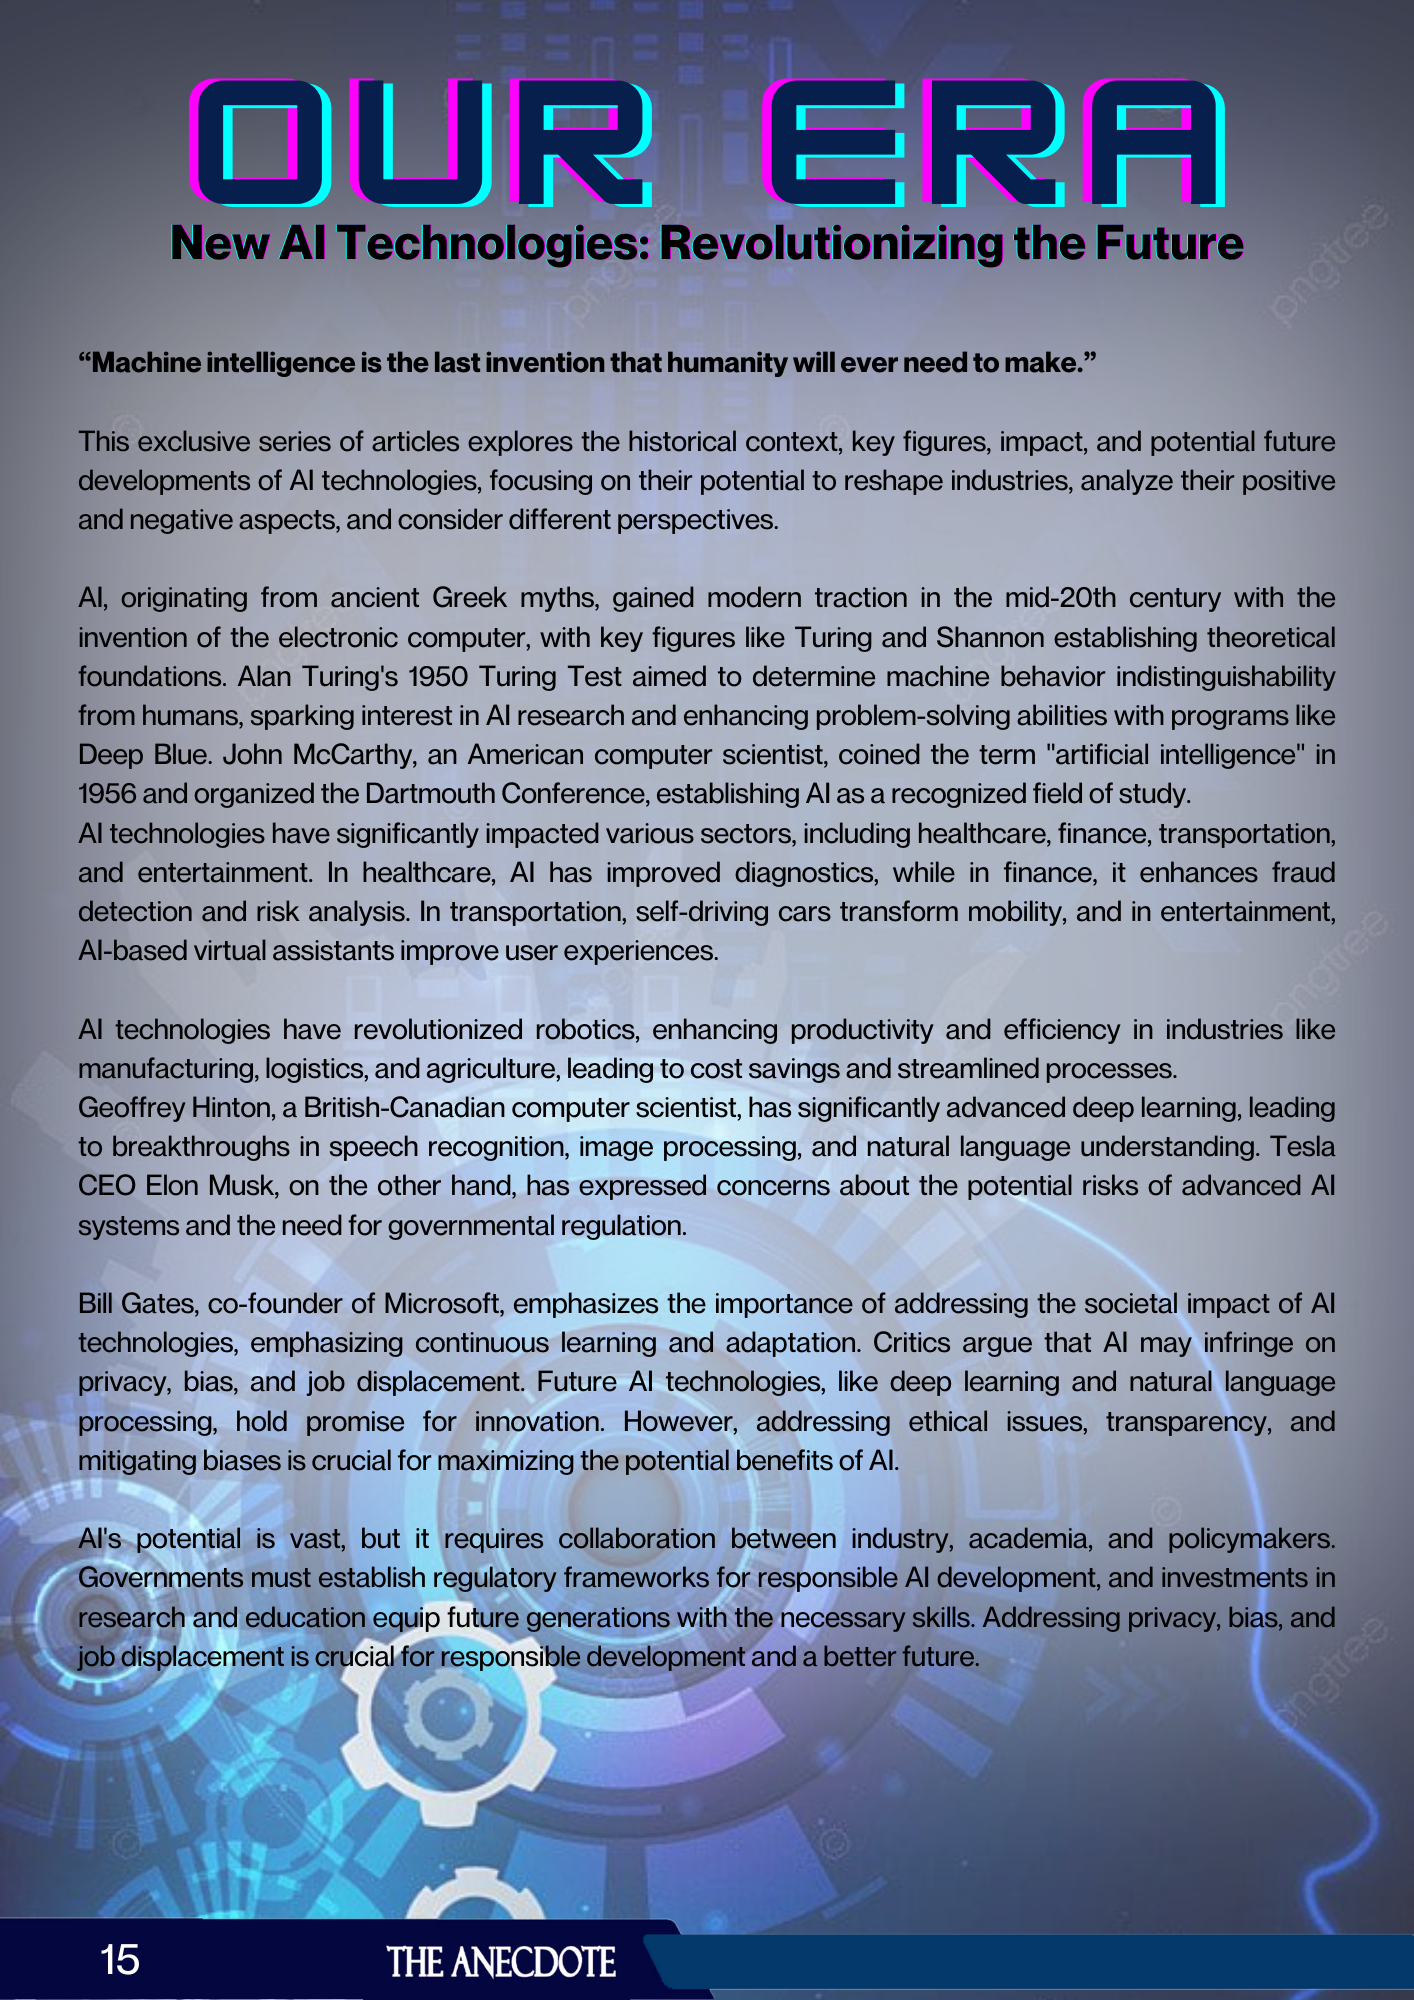 OUR ERA
New AI Technologies: Revolutionizing the Future
“Machine intelligence is the last invention that humanity will ever need to make.”
This exclusive series of articles explores the historical context, key figures, impact, and potential future
developments of AI technologies, focusing on their potential to reshape industries, analyze their positive
and negative aspects, and consider different perspectives.
AI, originating from ancient Greek myths, gained modern traction in the mid-20th century with the
invention of the electronic computer, with key figures like Turing and Shannon establishing theoretical
foundations. Alan Turing's 1950 Turing Test aimed to determine machine behavior indistinguishability
from humans, sparking interest in AI research and enhancing problem-solving abilities with programs like
Deep Blue. John McCarthy, an American computer scientist, coined the term "artificial intelligence" in
1956 and organized the Dartmouth Conference, establishing AI as a recognized field of study.
AI technologies have significantly impacted various sectors, including healthcare, finance, transportation,
and entertainment. In healthcare, AI has improved diagnostics, while in finance, it enhances fraud
detection and risk analysis. In transportation, self-driving cars transform mobility, and in entertainment,
AI-based virtual assistants improve user experiences.
AI technologies have revolutionized robotics, enhancing productivity and efficiency in industries like
manufacturing, logistics, and agriculture, leading to cost savings and streamlined processes.
Geoffrey Hinton, a British-Canadian computer scientist, has significantly advanced deep learning, leading
to breakthroughs in speech recognition, image processing, and natural language understanding. Tesla
CEO Elon Musk, on the other hand, has expressed concerns about the potential risks of advanced AI
systems and the need for governmental regulation.
Bill Gates, co-founder of Microsoft, emphasizes the importance of addressing the societal impact of AI
technologies, emphasizing continuous learning and adaptation. Critics argue that AI may infringe on
privacy, bias, and job displacement. Future AI technologies, like deep learning and natural language
processing, hold promise for innovation. However, addressing ethical issues, transparency, and
mitigating biases is crucial for maximizing the potential benefits of AI.
AI's potential is vast, but it requires collaboration between industry, academia, and policymakers.
Governments must establish regulatory frameworks for responsible AI development, and investments in
research and education equip future generations with the necessary skills. Addressing privacy, bias, and
job displacement is crucial for responsible development and a better future.
15
THE ANECDOTE
pngtree
pngtree
pngtree
pngtree